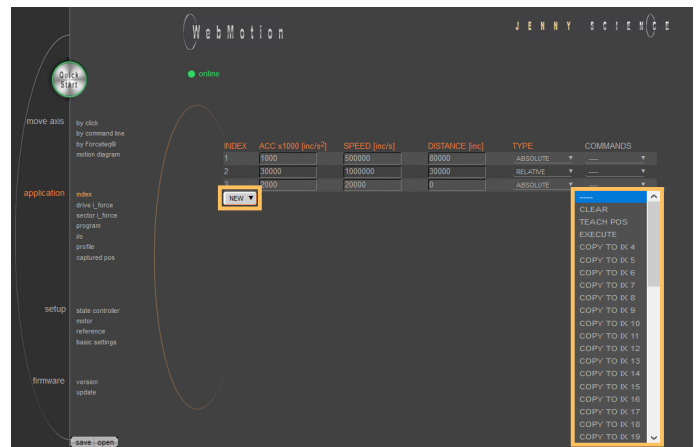 WebMotion
JENNY SCIENCE
Quick
Start
online
move axis
by click
by command line
by Forceteq®
motion diagram
INDEX ACC x1000 [inc/s²] SPEED [inc/s] DISTANCE [inc] TYPE COMMANDS
1 1000 500000 80000 ABSOLUTE ----
2 30000 1000000 30000 RELATIVE ----
3 2000 20000 0 ABSOLUTE ----
NEW
application
index
drive i_force
sector i_force
program
i/o
profile
captured pos
-----
CLEAR
TEACH POS
EXECUTE
COPY TO IX 4
COPY TO IX 5
COPY TO IX 6
COPY TO IX 7
COPY TO IX 8
COPY TO IX 9
COPY TO IX 10
COPY TO IX 11
COPY TO IX 12
COPY TO IX 13
COPY TO IX 14
COPY TO IX 15
COPY TO IX 16
COPY TO IX 17
COPY TO IX 18
COPY TO IX 19
setup
state controller
motor
reference
basic settings
firmware
version
update
save open